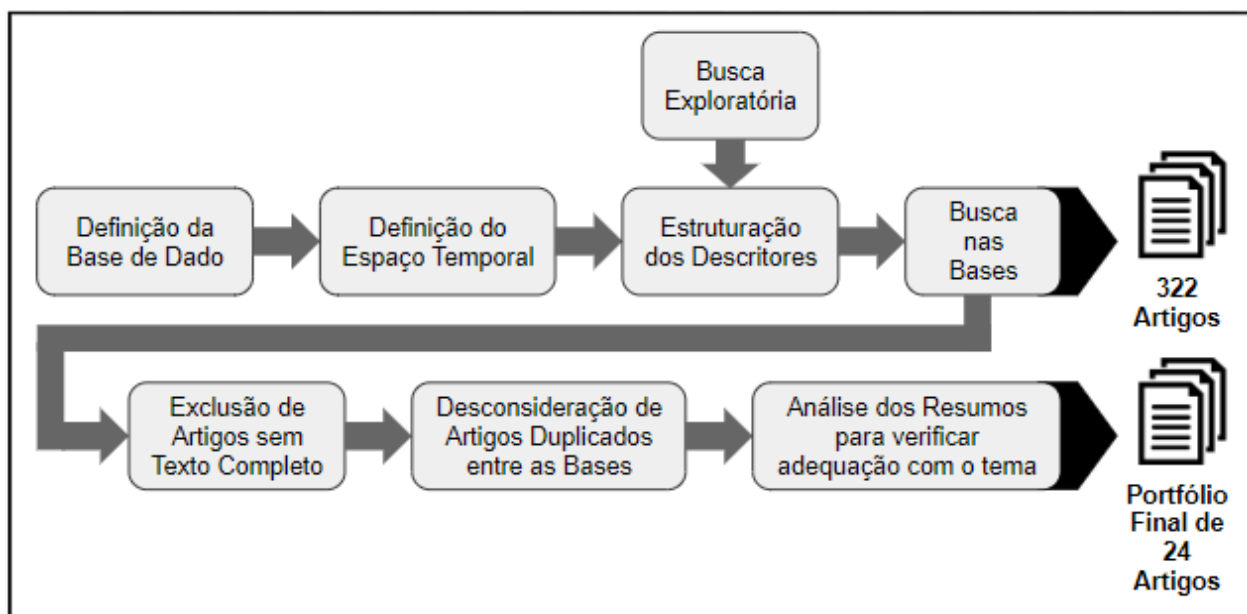 Busca
Exploratória
Definição da
Base de Dado
Definição do
Espaço Temporal
Estruturação
dos Descritores
Busca
nas
Bases
322
Artigos
Exclusão de
Artigos sem
Texto Completo
Desconsideração de
Artigos Duplicados
entre as Bases
Análise dos Resumos
para verificar
adequação com o tema
Portfólio
Final de
24
Artigos